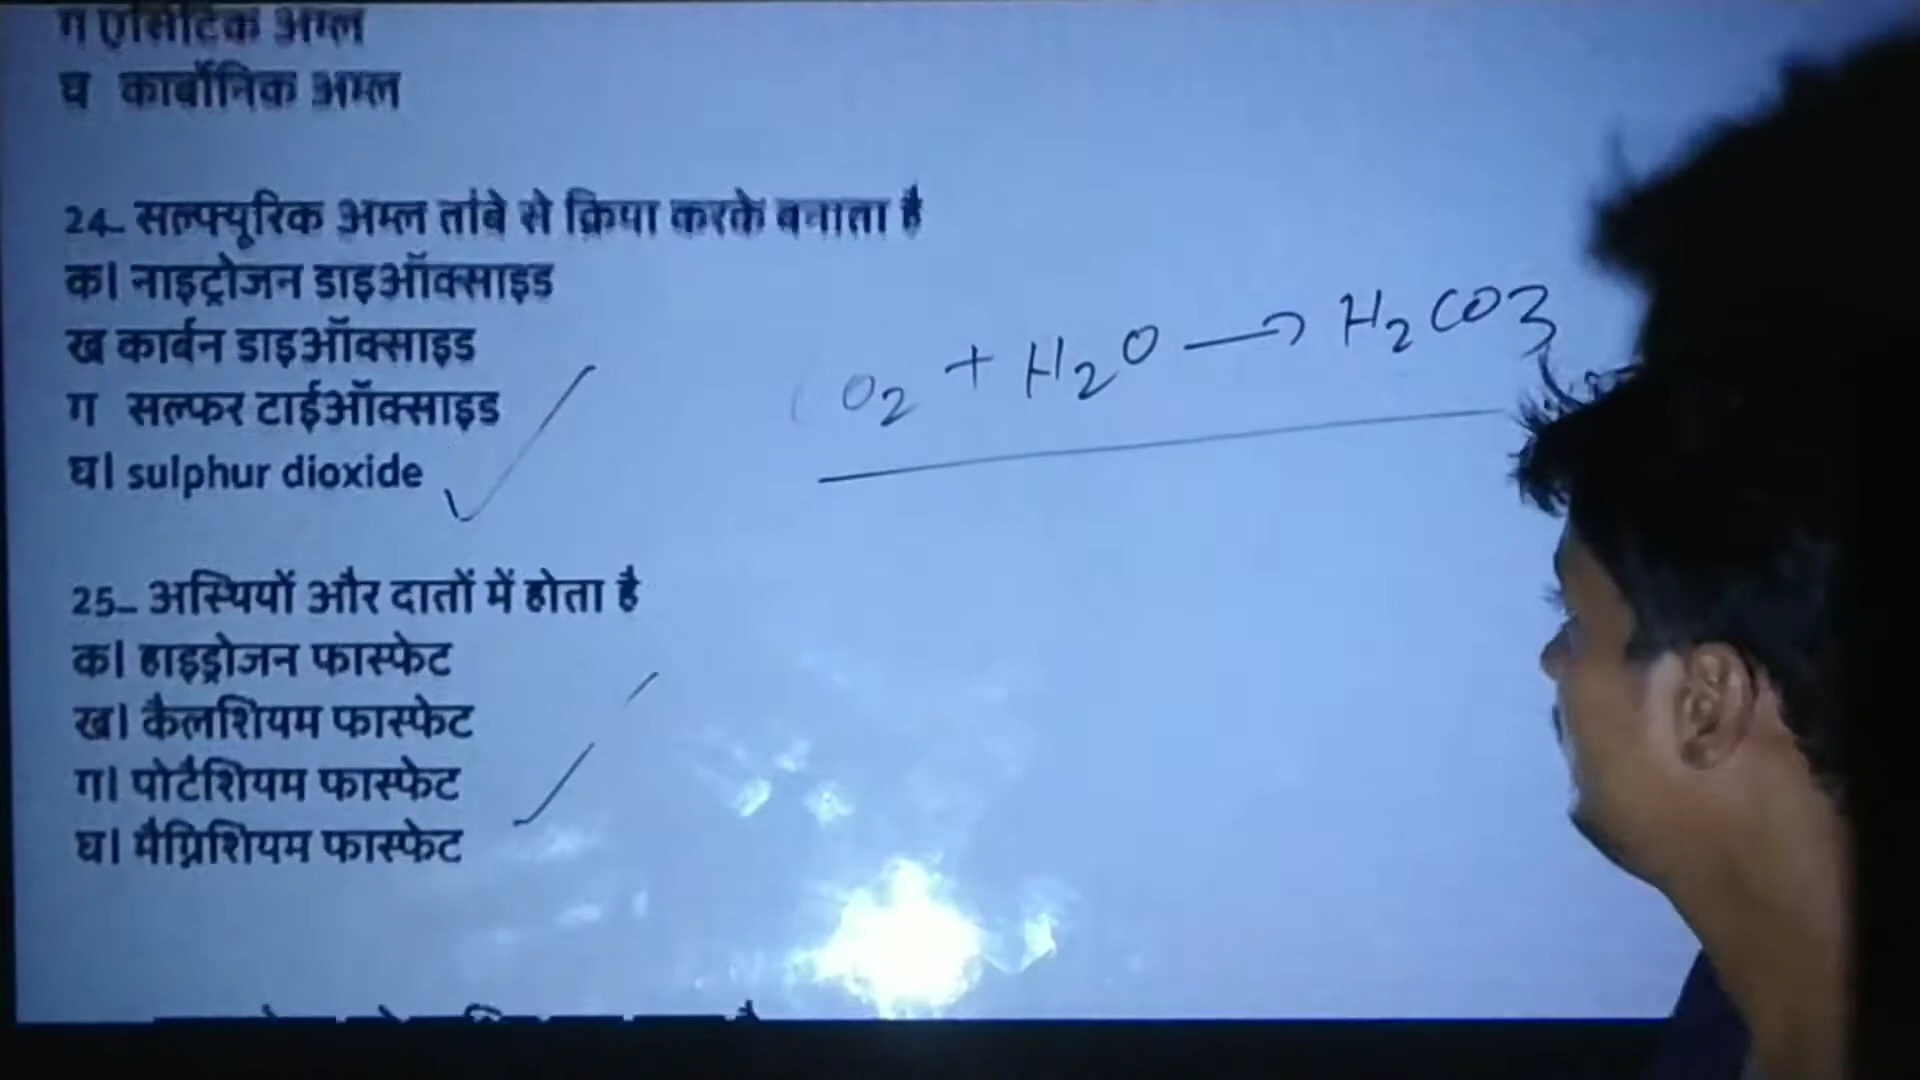 ग एसिटिक अम्ल
घ कार्बोनिक अम्ल
24- सल्फ्यूरिक अम्ल तांबे से क्रिया करके बनाता है
क। नाइट्रोजन डाइऑक्साइड
ख कार्बन डाइऑक्साइड
ग सल्फर टाईऑक्साइड
घ। sulphur dioxide
CO2 + H2O → H2CO3
25- अस्थियों और दातों में होता है
क। हाइड्रोजन फास्फेट
ख। कैलशियम फास्फेट
ग। पोटैशियम फास्फेट
घ। मैग्निशियम फास्फेट